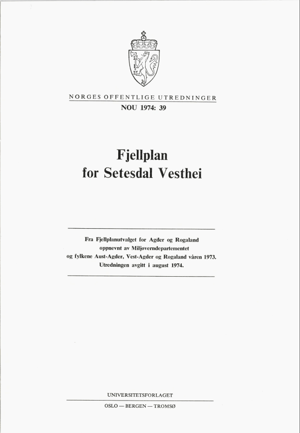 NORGES OFFENTLIGE UTREDNINGER
NOU 1974: 39
Fjellplan
for Setesdal Vesthei
Fra Fjellplanutvalget for Agder og Rogaland
oppnevnt av Miljøverndepartementet
og fylkene Aust-Agder, Vest-Agder og Rogaland våren 1973.
Utredningen avgitt i august 1974.
UNIVERSITETSFORLAGET
OSLO — BERGEN — TROMSØ